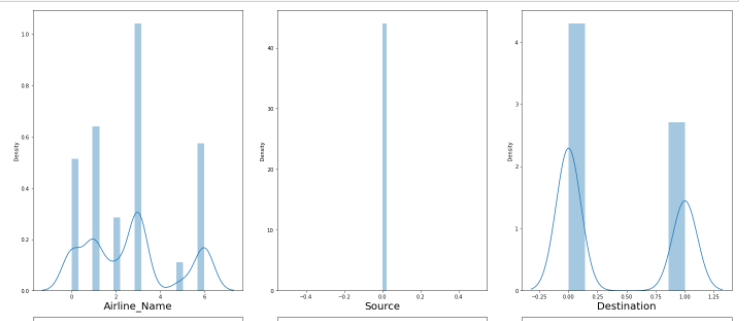 1.0
0.8
0.6
0.4
0.2
0.0
Density
0 2 4 6
Airline_Name
40
30
20
10
0
Density
−0.4 −0.2 0.0 0.2 0.4
Source
4
3
2
1
0
Density
−0.25 0.00 0.25 0.50 0.75 1.00 1.25
Destination